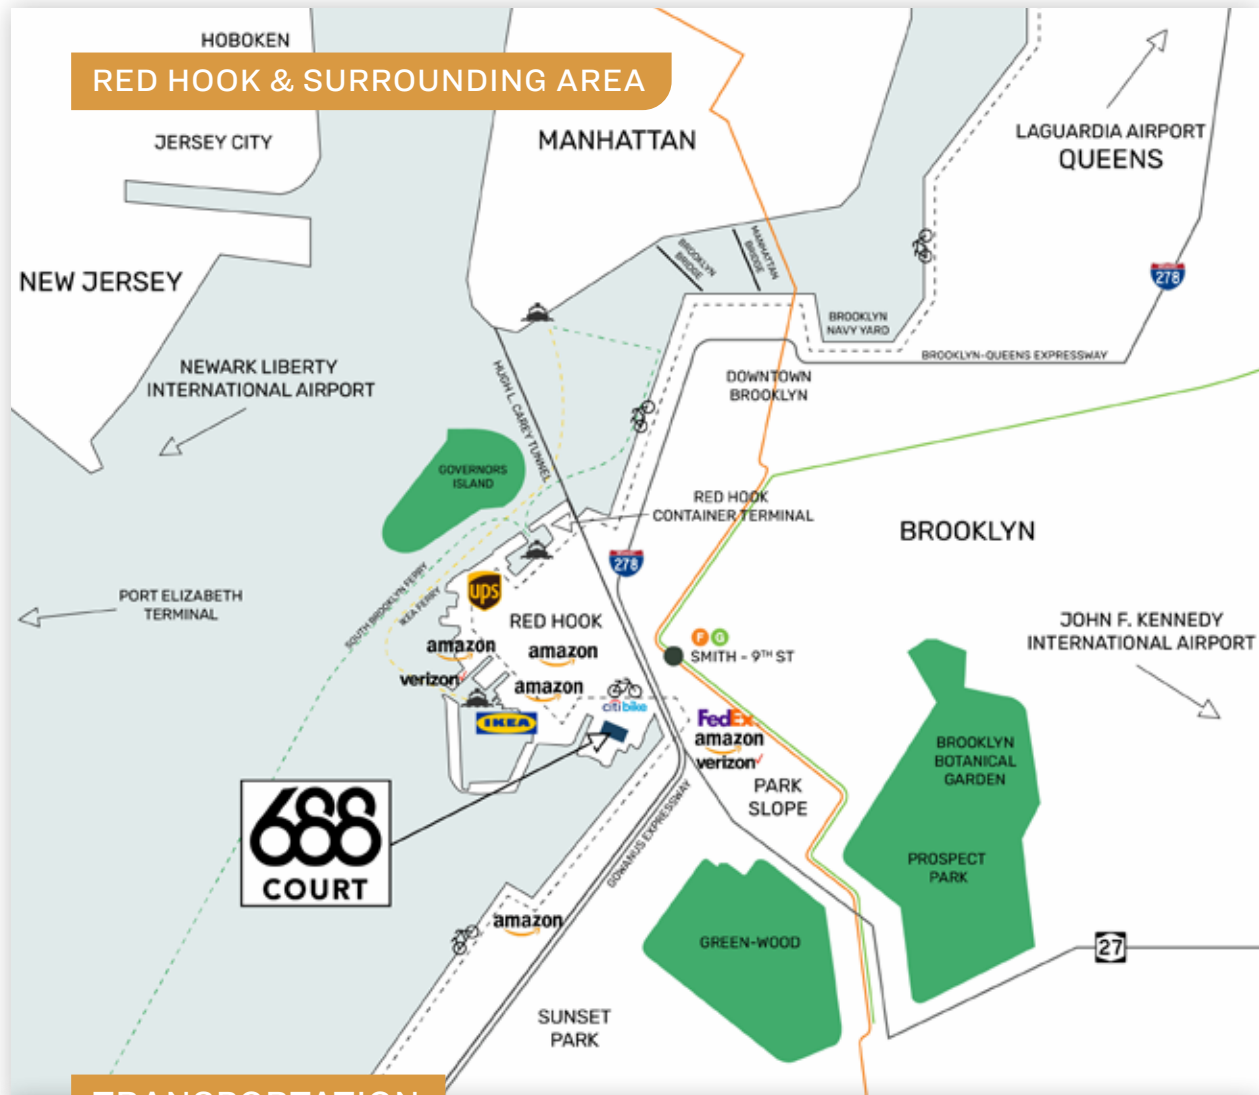 HOBOKEN
RED HOOK & SURROUNDING AREA
JERSEY CITY
MANHATTAN
LAGUARDIA AIRPORT
QUEENS
NEW JERSEY
BROOKLYN
BRIDGE
MANHATTAN
BRIDGE
278
BROOKLYN
NAVY YARD
BROOKLYN-QUEENS EXPRESSWAY
NEWARK LIBERTY
INTERNATIONAL AIRPORT
HUGH L. CAREY TUNNEL
DOWNTOWN
BROOKLYN
GOVERNORS
ISLAND
RED HOOK
CONTAINER TERMINAL
BROOKLYN
278
PORT ELIZABETH
TERMINAL
SOUTH BROOKLYN FERRY
IKEA FERRY
ups
RED HOOK
JOHN F. KENNEDY
INTERNATIONAL AIRPORT
F G
SMITH - 9TH ST
amazon
amazon
verizon
amazon
citi bike
IKEA
FedEx
amazon
verizon
PARK
SLOPE
BROOKLYN
BOTANICAL
GARDEN
688
COURT
GOWANUS EXPRESSWAY
PROSPECT
PARK
amazon
GREEN-WOOD
27
SUNSET
PARK
TRANSPORTATION